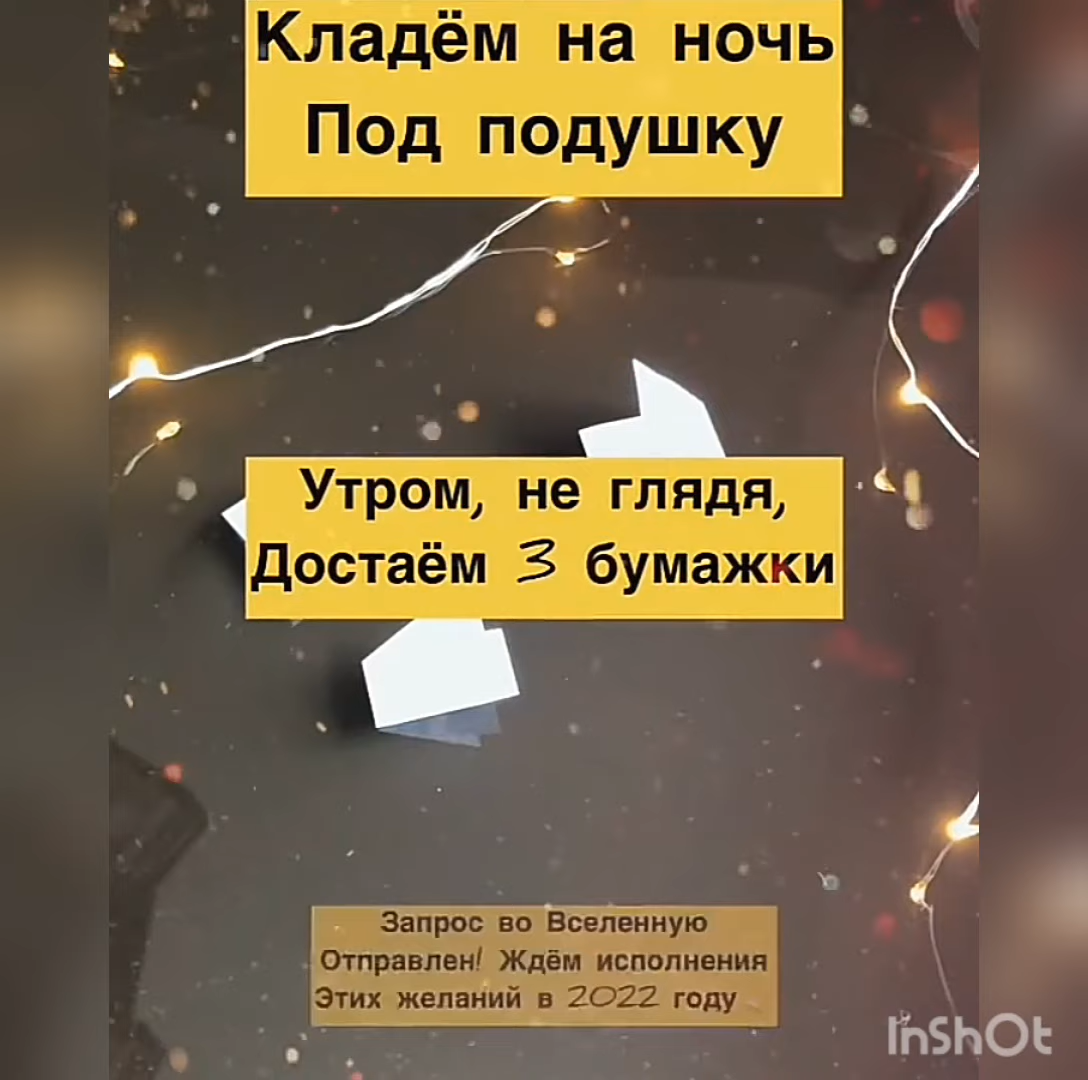 Кладём на ночь
Под подушку
Утром, не глядя,
Достаём 3 бумажки
Запрос во Вселенную
Отправлен! Ждём исполнения
Этих желаний в 2022 году
InShOt